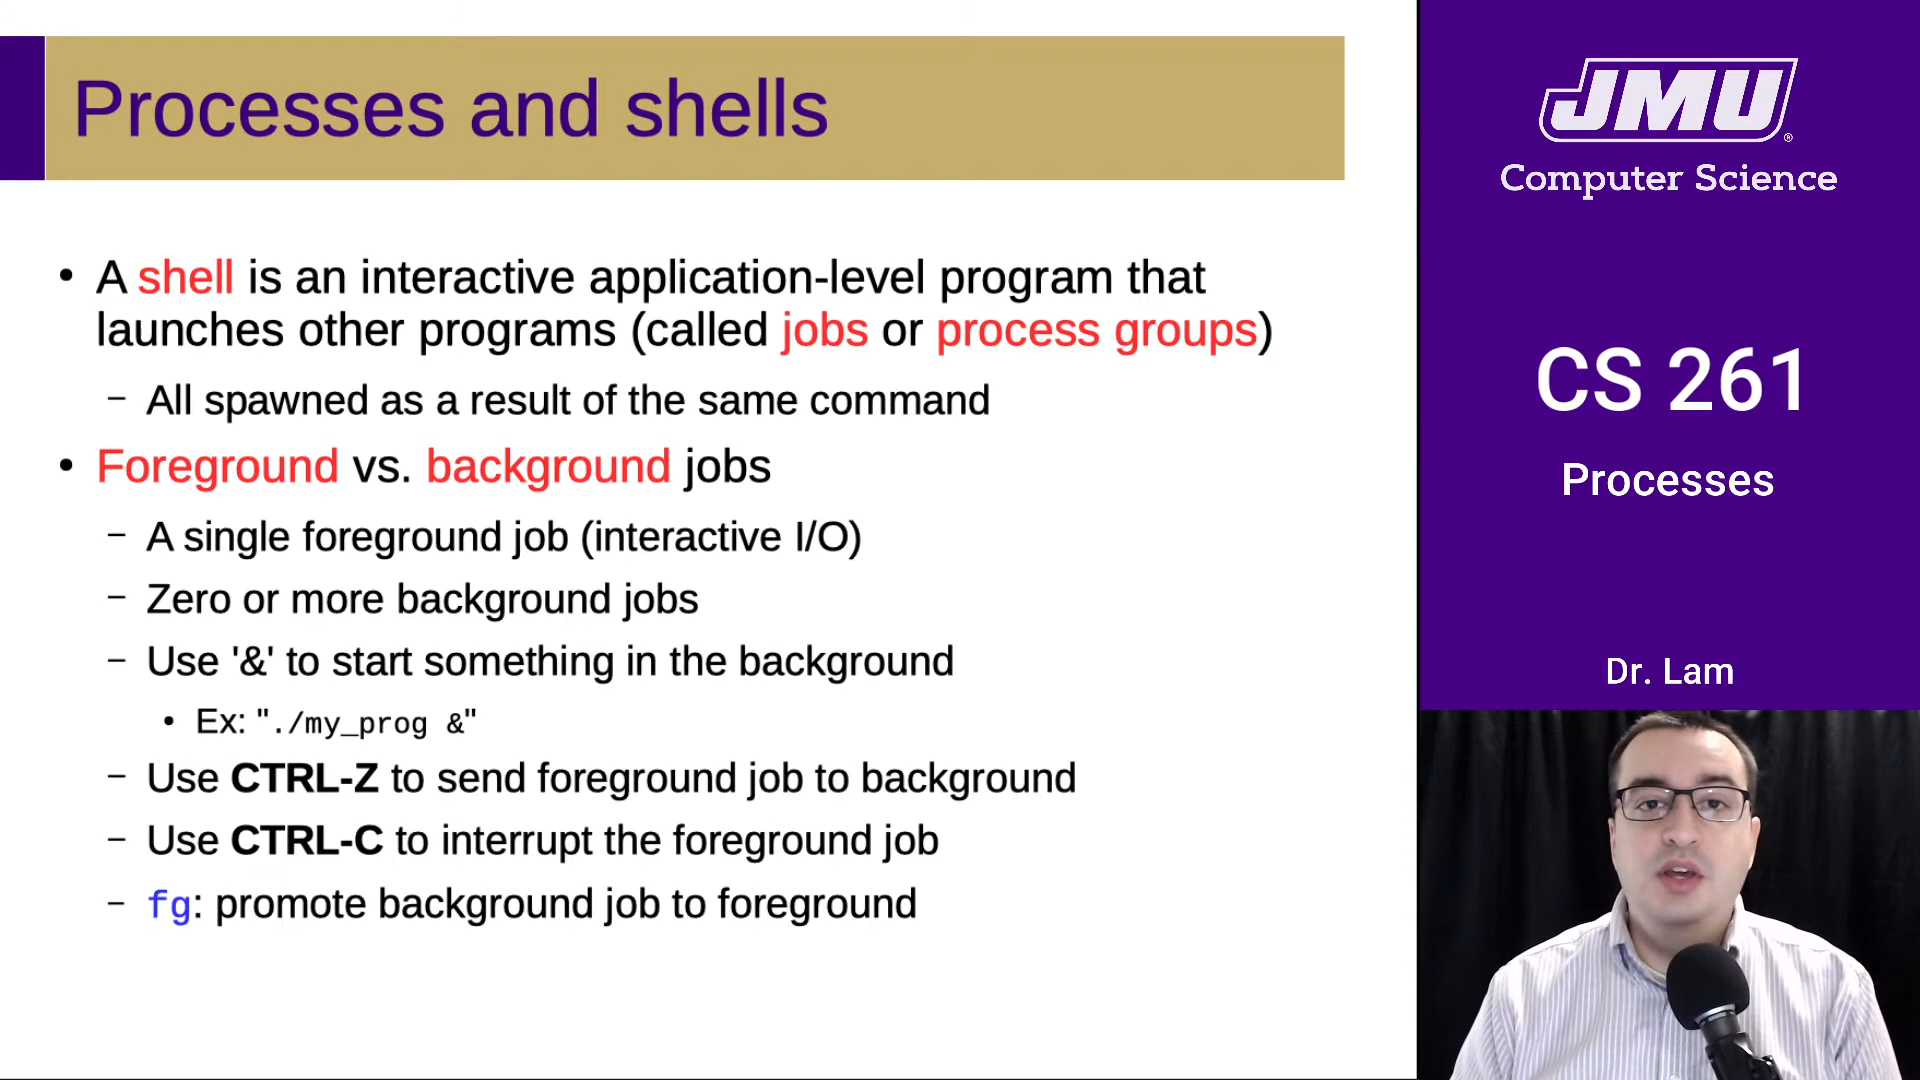 Processes and shells
• A shell is an interactive application-level program that
launches other programs (called jobs or process groups)
– All spawned as a result of the same command
• Foreground vs. background jobs
– A single foreground job (interactive I/O)
– Zero or more background jobs
– Use '&' to start something in the background
• Ex: "./my_prog &"
– Use CTRL-Z to send foreground job to background
– Use CTRL-C to interrupt the foreground job
– fg: promote background job to foreground
JMU®
Computer Science
CS 261
Processes
Dr. Lam